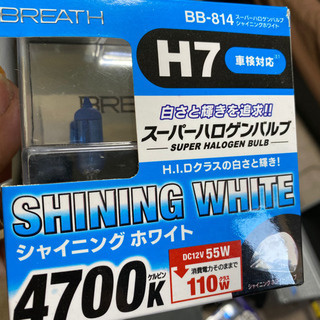 BREATH
BB-814
スーパーハロゲンバルブ
シャイニングホワイト
H7
車検対応
白さと輝きを追求!!
スーパーハロゲンバルブ
SUPER HALOGEN BULB
H.I.Dクラスの白さと輝き!
SHINING WHITE
シャイニング ホワイト
4700K
ケルビン
DC12V 55W
消費電力そのままで
110W
クラス